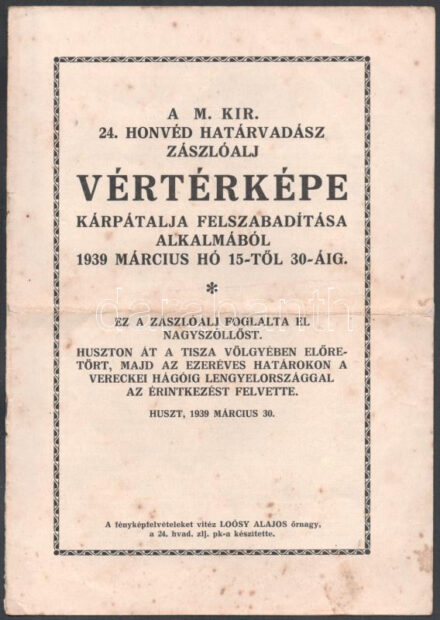 A M. KIR.
24. HONVÉD HATÁRVADÁSZ
ZÁSZLÓALJ
VÉRTÉRKÉPE
KÁRPÁTALJA FELSZABADÍTÁSA
ALKALMÁBÓL
1939 MÁRCIUS HÓ 15-TŐL 30-ÁIG.
*
EZ A ZÁSZLÓALJ FOGLALTA EL
NAGYSZÖLLŐST.
HUSZTON ÁT A TISZA VÖLGYÉBEN ELŐRE-
TÖRT, MAJD AZ EZERÉVES HATÁROKON A
VERECKEI HÁGÓIG LENGYELORSZÁGGAL
AZ ÉRINTKEZÉST FELVETTE.
HUSZT, 1939 MÁRCIUS 30.
A fényképfelvételeket vitéz LOÓSY ALAJOS őrnagy,
a 24. hvad. zlj. pk-a készítette.
darabanth